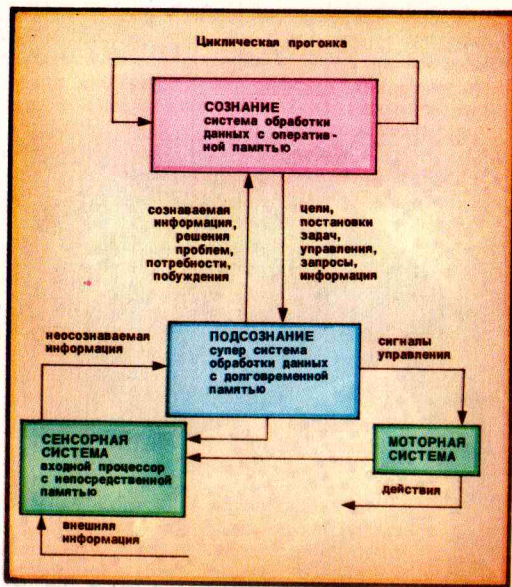 Циклическая прогонка
СОЗНАНИЕ
система обработки
данных с оператив-
ной памятью
сознаваемая
информация,
решения
проблем,
потребности,
побуждения
цели,
постановки
задач,
управления,
запросы,
информация
неосознаваемая
информация
ПОДСОЗНАНИЕ
супер система
обработки данных
с долговременной
памятью
сигналы
управления
СЕНСОРНАЯ
СИСТЕМА
входной процессор
с непосредственной
памятью
МОТОРНАЯ
СИСТЕМА
действия
внешняя
информация